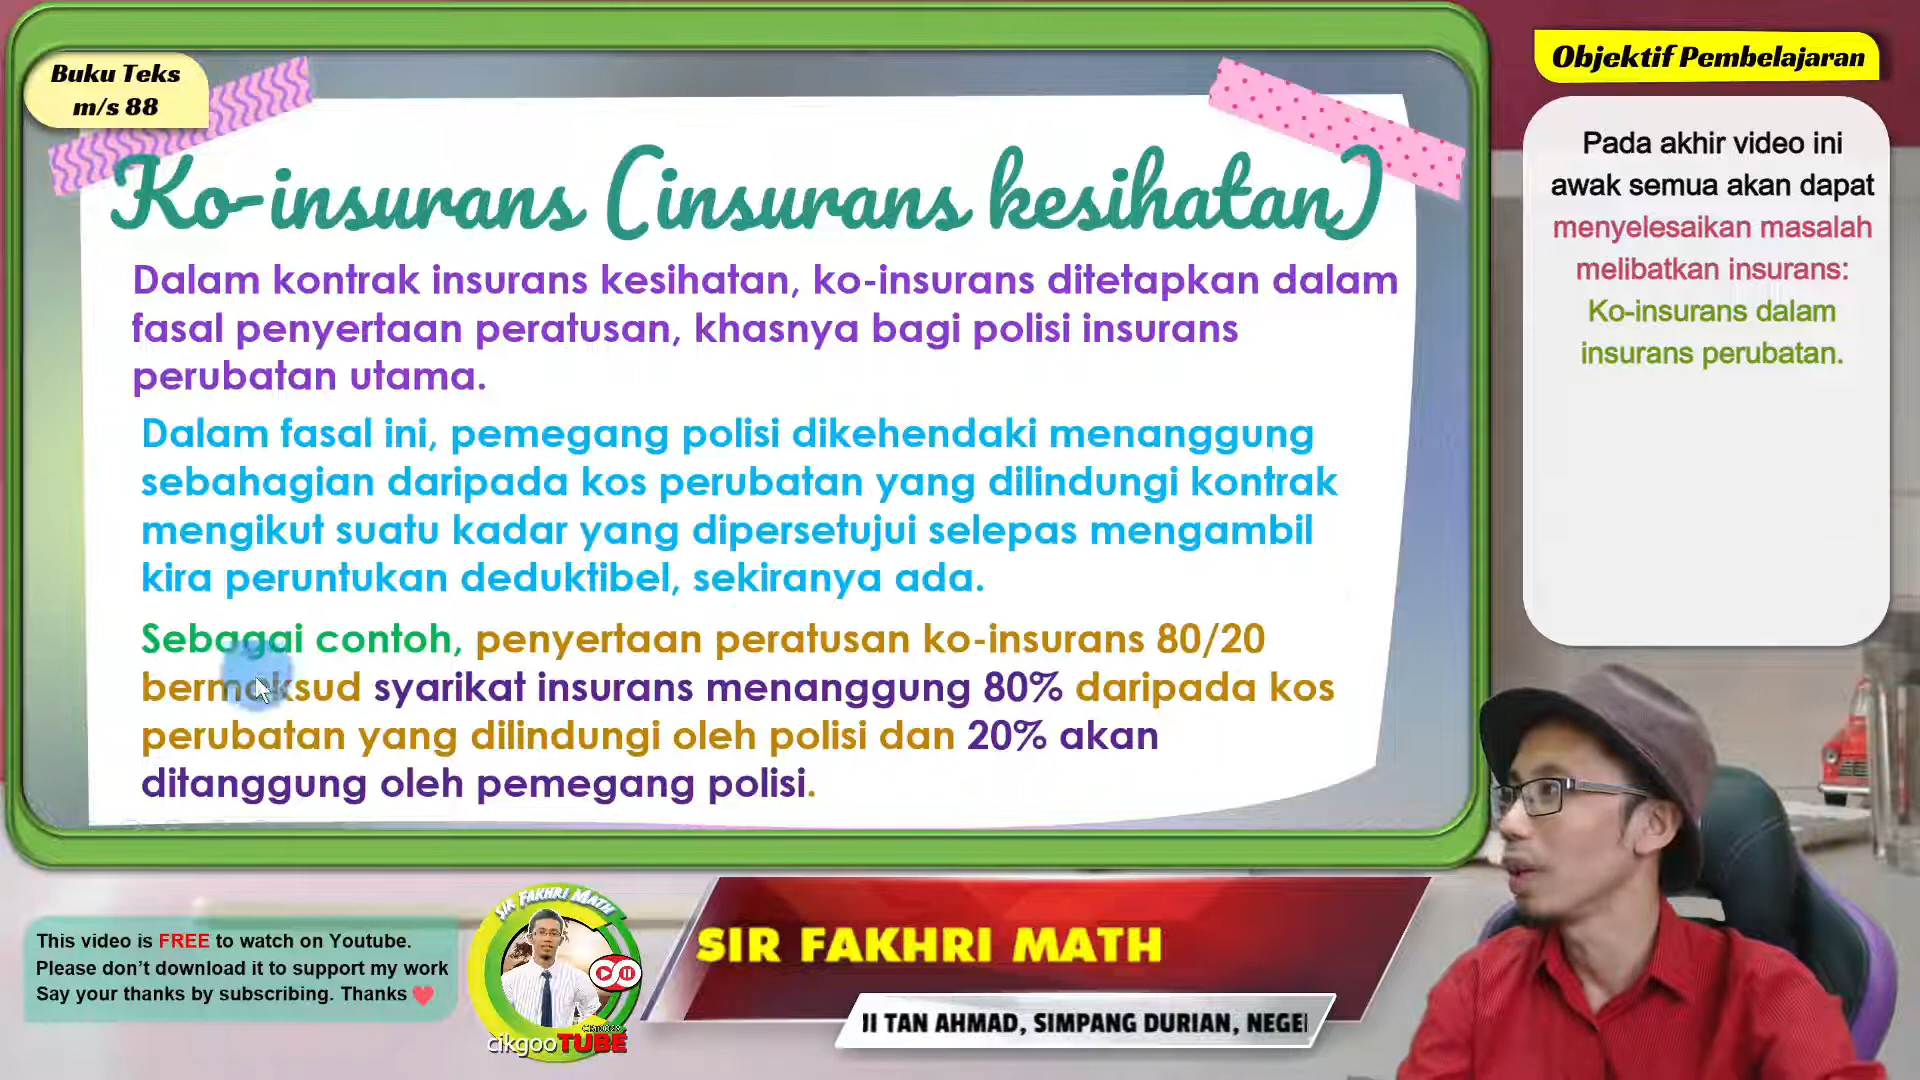 Buku Teks
m/s 88
Ko-insurans (insurans kesihatan)
Dalam kontrak insurans kesihatan, ko-insurans ditetapkan dalam
fasal penyertaan peratusan, khasnya bagi polisi insurans
perubatan utama.
Dalam fasal ini, pemegang polisi dikehendaki menanggung
sebahagian daripada kos perubatan yang dilindungi kontrak
mengikut suatu kadar yang dipersetujui selepas mengambil
kira peruntukan deduktibel, sekiranya ada.
Sebagai contoh, penyertaan peratusan ko-insurans 80/20
bermaksud syarikat insurans menanggung 80% daripada kos
perubatan yang dilindungi oleh polisi dan 20% akan
ditanggung oleh pemegang polisi.
Objektif Pembelajaran
Pada akhir video ini
awak semua akan dapat
menyelesaikan masalah
melibatkan insurans:
Ko-insurans dalam
insurans perubatan.
This video is FREE to watch on Youtube.
Please don't download it to support my work
Say your thanks by subscribing. Thanks
SIR FAKHRI MATH
cikgooTUBE
SIR FAKHRI MATH
TAN AHMAD, SIMPANG DURIAN,